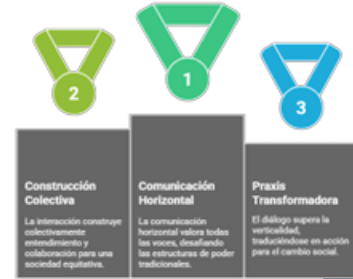 2
1
3
Construcción
Colectiva
La interacción construye
colectivamente
entendimiento y
colaboración para una
sociedad equitativa.
Comunicación
Horizontal
La comunicación
horizontal valora todas
las voces, desafiando
las estructuras de poder
tradicionales.
Praxis
Transformadora
El diálogo supera la
verticalidad,
traduciéndose en acción
para el cambio social.